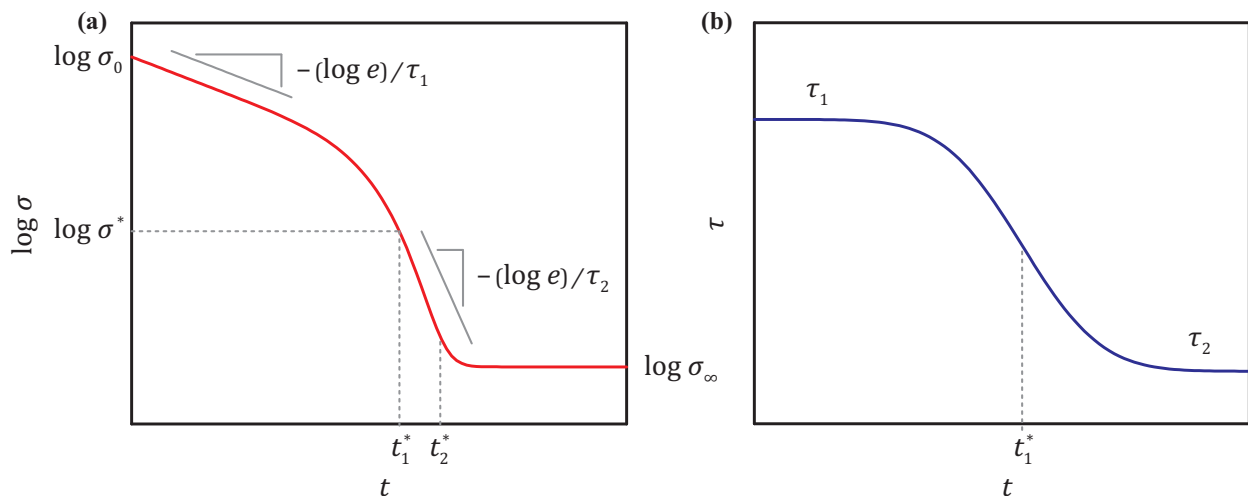 (a)
log σ₀
−(log e)/τ₁
log σ
log σ*
−(log e)/τ₂
log σ∞
t₁*
t₂*
t
(b)
τ₁
τ
τ₂
t₁*
t